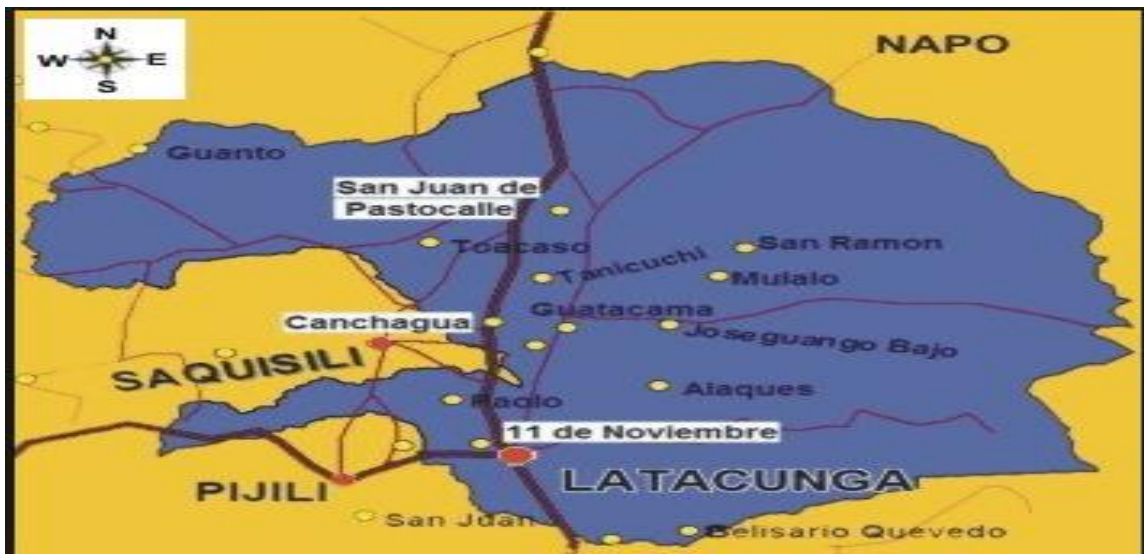 N
W E
S
NAPO
Guanto
San Juan de
Pastocalle
Toacaso
San Ramon
Tanicuchi
Mulalo
Guatacama
Canchagua
Joseguango Bajo
SAQUISILI
Alaques
Paolo
11 de Noviembre
LATACUNGA
PIJILI
San Juan
Belisario Quevedo